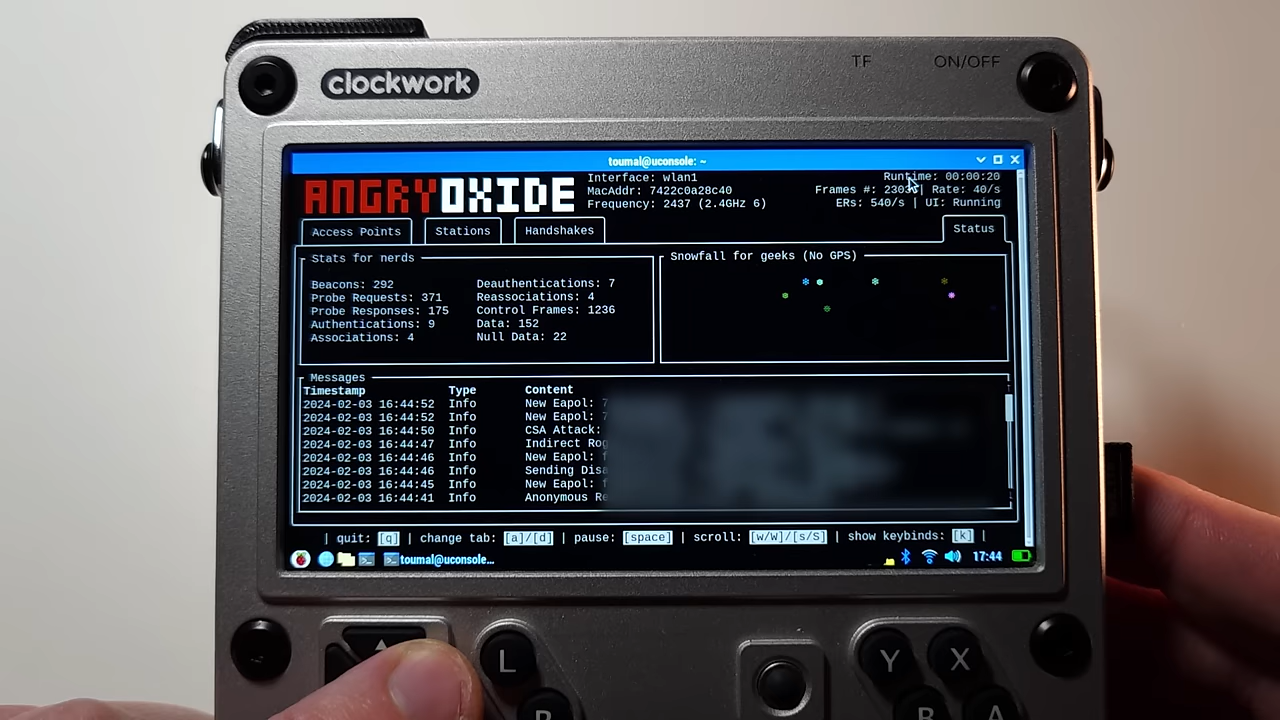 clockwork
TF
ON/OFF
toumal@uconsole: ~
ANGRYOXIDE
Interface: wlan1
MacAddr: 7422c0a28c40
Frequency: 2437 (2.4GHz 6)
Runtime: 00:00:20
Frames #: 2303 | Rate: 40/s
ERs: 540/s | UI: Running
Access Points
Stations
Handshakes
Status
Stats for nerds
Beacons: 292
Probe Requests: 371
Probe Responses: 175
Authentications: 9
Associations: 4
Deauthentications: 7
Reassociations: 4
Control Frames: 1236
Data: 152
Null Data: 22
Snowfall for geeks (No GPS)
Messages
Timestamp Type Content
2024-02-03 16:44:52 Info New Eapol: 7
2024-02-03 16:44:52 Info New Eapol: 7
2024-02-03 16:44:50 Info CSA Attack:
2024-02-03 16:44:47 Info Indirect Rog
2024-02-03 16:44:46 Info New Eapol: f
2024-02-03 16:44:46 Info Sending Disa
2024-02-03 16:44:45 Info New Eapol: f
2024-02-03 16:44:41 Info Anonymous Re
| quit: [q] | change tab: [a]/[d] | pause: [space] | scroll: [w/W]/[s/S] | show keybinds: [k] |
toumal@uconsole...
17:44
L
Y
X